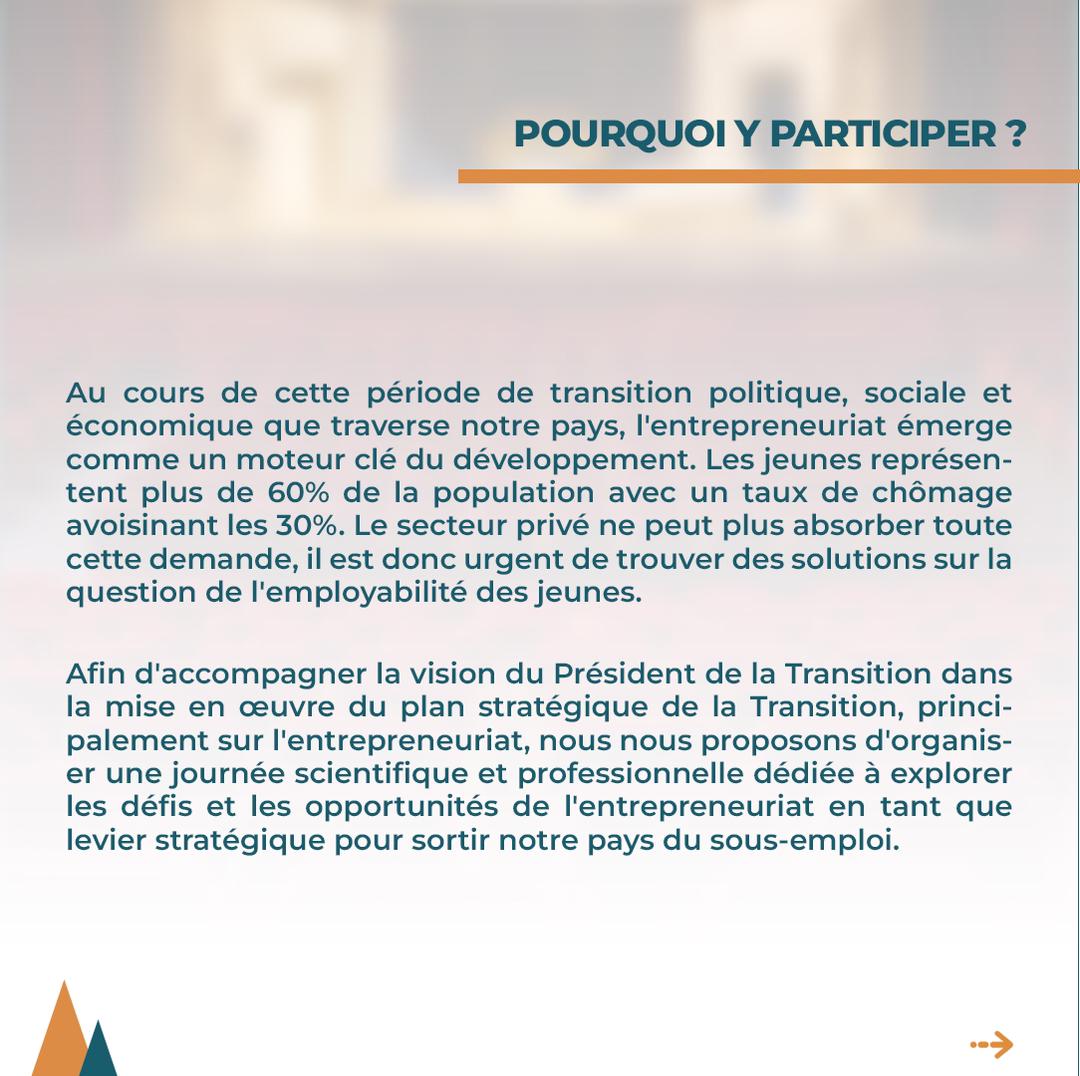 POURQUOI Y PARTICIPER ?
Au cours de cette période de transition politique, sociale et
économique que traverse notre pays, l'entrepreneuriat émerge
comme un moteur clé du développement. Les jeunes représen-
tent plus de 60% de la population avec un taux de chômage
avoisinant les 30%. Le secteur privé ne peut plus absorber toute
cette demande, il est donc urgent de trouver des solutions sur la
question de l'employabilité des jeunes.
Afin d'accompagner la vision du Président de la Transition dans
la mise en œuvre du plan stratégique de la Transition, princi-
palement sur l'entrepreneuriat, nous nous proposons d'organis-
er une journée scientifique et professionnelle dédiée à explorer
les défis et les opportunités de l'entrepreneuriat en tant que
levier stratégique pour sortir notre pays du sous-emploi.